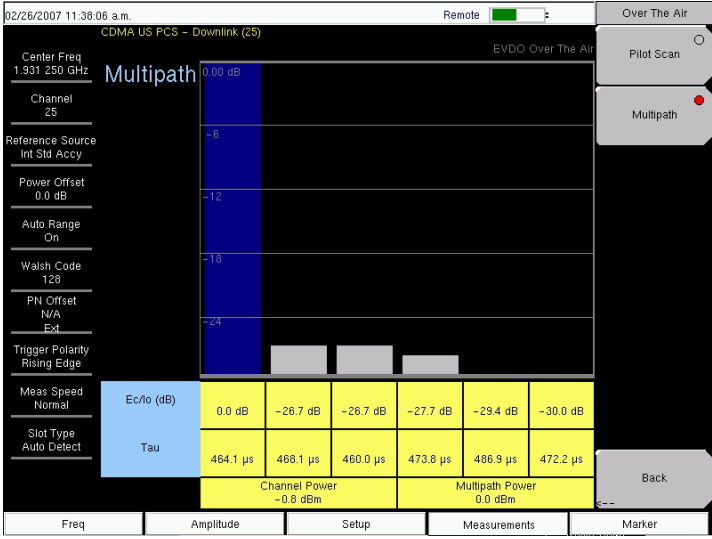 02/26/2007 11:38:06 a.m.
Remote
Over The Air
CDMA US PCS - Downlink (25)
EVDO Over The Air
Center Freq
1.931 250 GHz
Channel
25
Reference Source
Int Std Accy
Power Offset
0.0 dB
Auto Range
On
Walsh Code
128
PN Offset
N/A
Ext
Trigger Polarity
Rising Edge
Meas Speed
Normal
Slot Type
Auto Detect
Multipath
0.00 dB
-6
-12
-18
-24
Ec/Io (dB)
0.0 dB
-26.7 dB
-26.7 dB
-27.7 dB
-29.4 dB
-30.0 dB
Tau
464.1 µs
468.1 µs
460.0 µs
473.8 µs
486.9 µs
472.2 µs
Channel Power
-0.8 dBm
Multipath Power
0.0 dBm
Pilot Scan
Multipath
Back
<--
Freq
Amplitude
Setup
Measurements
Marker